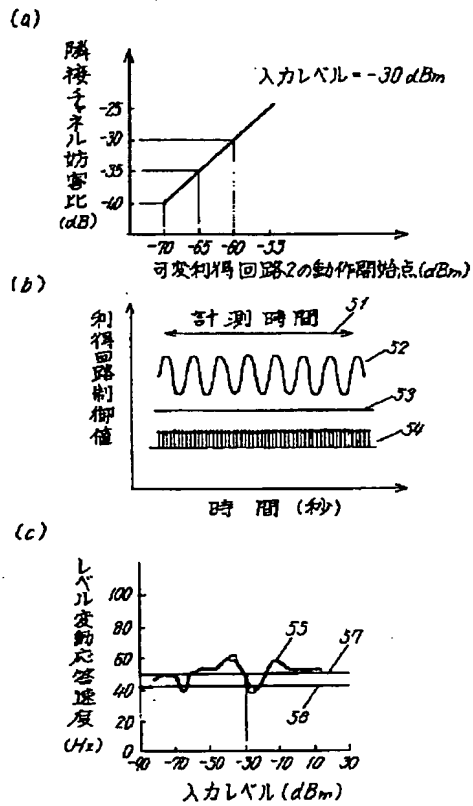 (a)
隣接チャネル妨害比(dB)
入力レベル=-30dBm
-25
-30
-35
-40
-70 -65 -60 -55
可変利得回路2の動作開始点(dBm)
(b)
利得回路制御値
計測時間
51
52
53
54
時間(秒)
(c)
レベル変動応答速度(Hz)
100
80
60
40
20
0
55
57
58
-90 -70 -50 -30 -10 10 30
入力レベル(dBm)